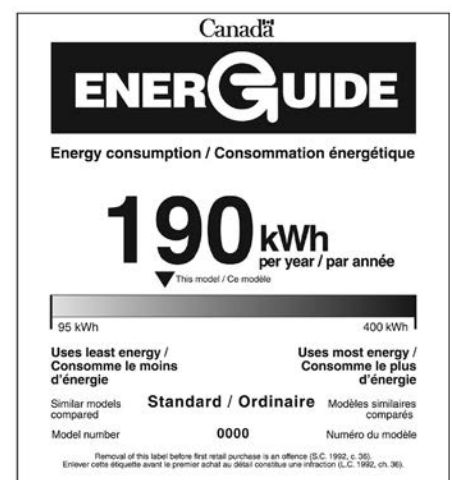 Canada
ENERGUIDE
Energy consumption / Consommation énergétique
190 kWh
per year / par année
This model / Ce modèle
95 kWh 400 kWh
Uses least energy / Uses most energy /
Consomme le moins Consomme le plus
d'énergie d'énergie
Similar models Standard / Ordinaire Modèles similaires
compared comparés
Model number 0000 Numéro du modèle
Removal of this label before first retail purchase is an offence (S.C. 1992, c. 36).
Enlever cette étiquette avant le premier achat au détail constitue une infraction (L.C. 1992, ch. 36).